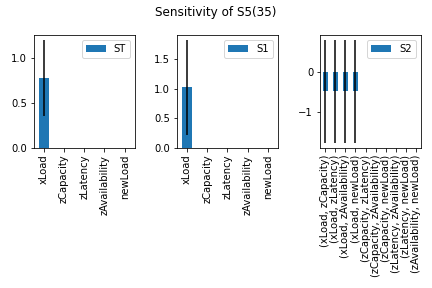 Sensitivity of S5(35)
ST
1.0
0.5
0.0
xLoad
zCapacity
zLatency
zAvailability
newLoad
S1
1.5
1.0
0.5
0.0
xLoad
zCapacity
zLatency
zAvailability
newLoad
S2
0
−1
(xLoad, zCapacity)
(xLoad, zLatency)
(xLoad, zAvailability)
(xLoad, newLoad)
(zCapacity, zLatency)
(zCapacity, zAvailability)
(zCapacity, newLoad)
(zLatency, zAvailability)
(zLatency, newLoad)
(zAvailability, newLoad)